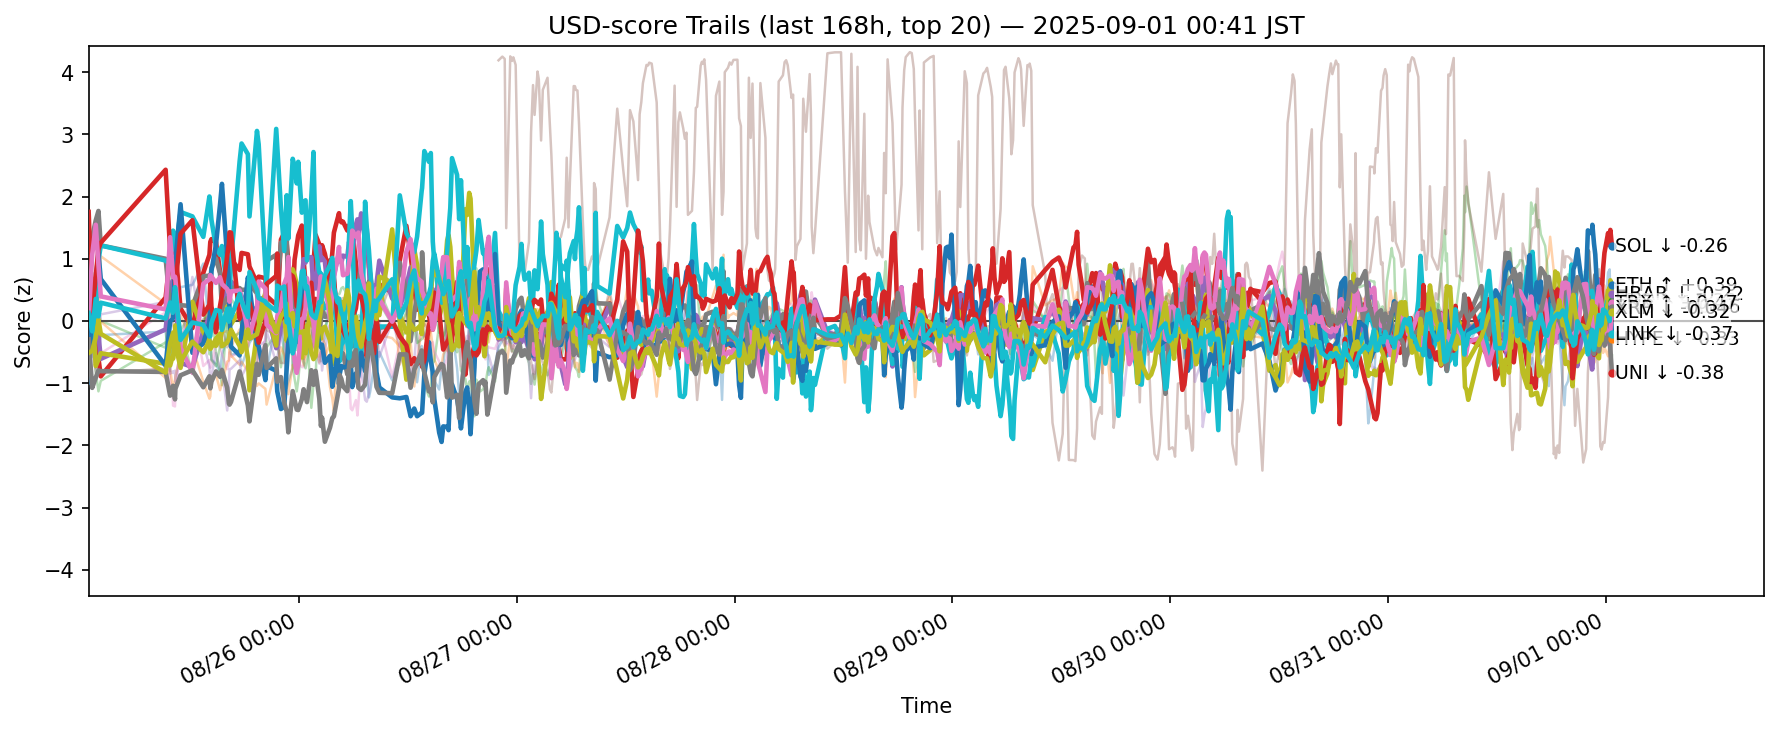 USD-score Trails (last 168h, top 20) — 2025-09-01 00:41 JST
Score (z)
4
3
2
1
0
−1
−2
−3
−4
SOL ↓ -0.26
ETH ↑ +0.39
XLM ↓ -0.32
LINK ↓ -0.37
UNI ↓ -0.38
08/26 00:00
08/27 00:00
08/28 00:00
08/29 00:00
08/30 00:00
08/31 00:00
09/01 00:00
Time